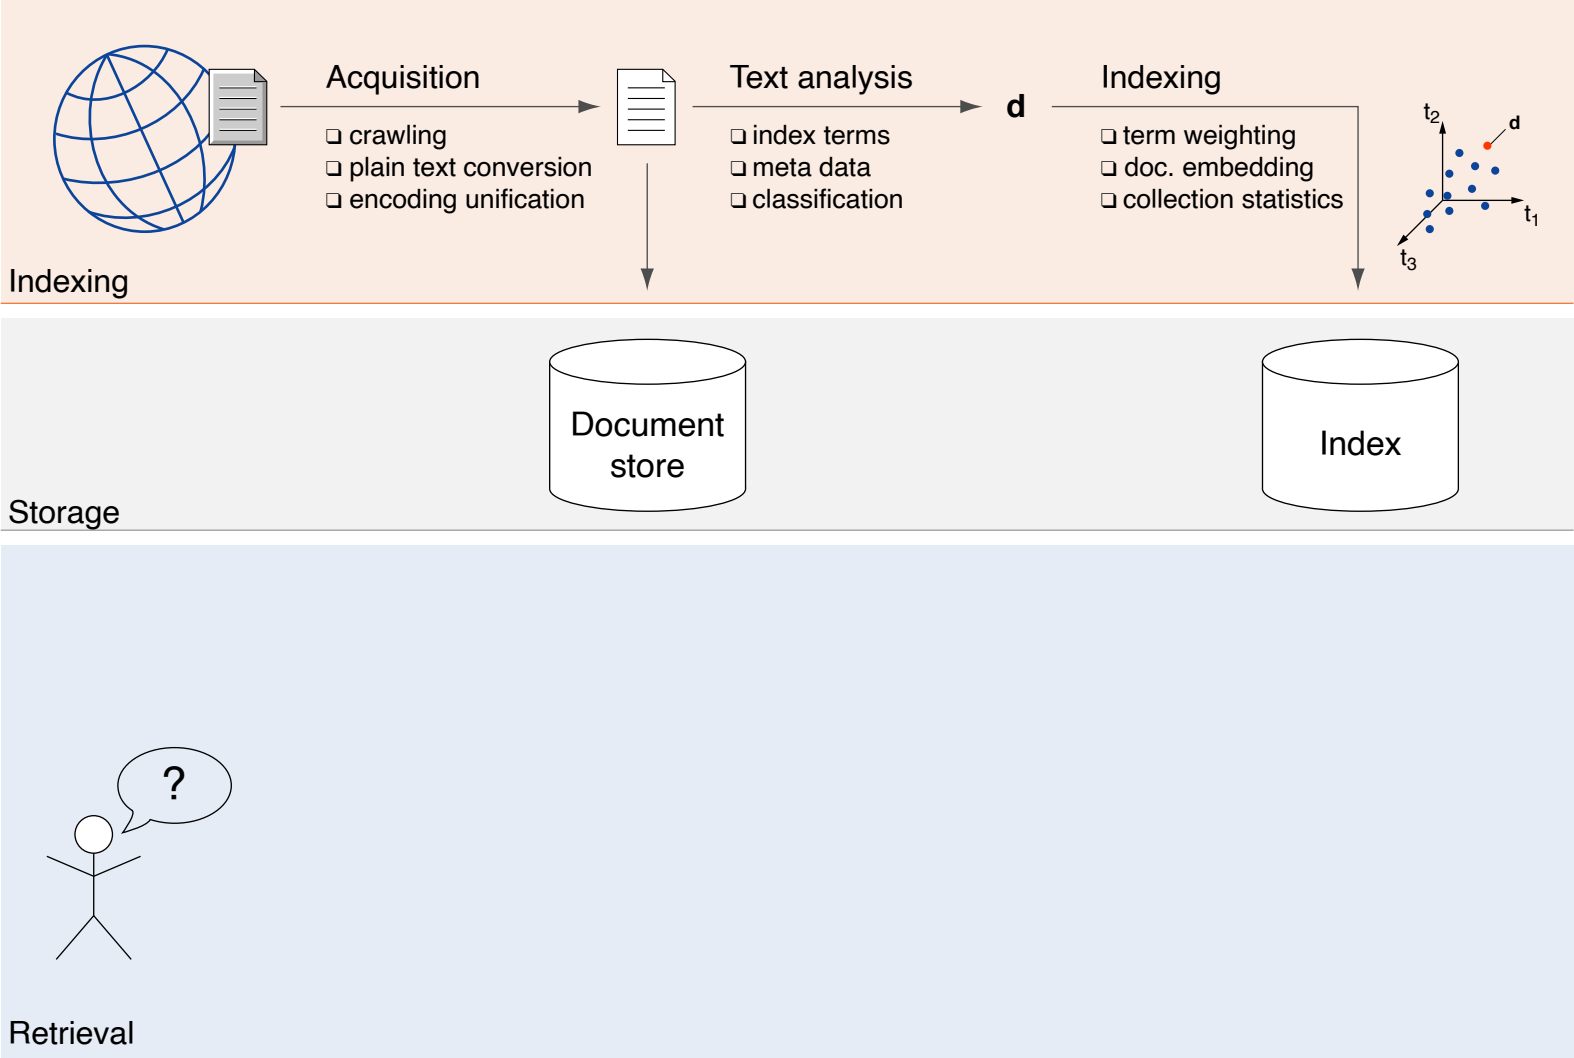 Acquisition
❏ crawling
❏ plain text conversion
❏ encoding unification
Text analysis
❏ index terms
❏ meta data
❏ classification
d
Indexing
❏ term weighting
❏ doc. embedding
❏ collection statistics
t2
d
t1
t3
Indexing
Document
store
Index
Storage
?
Retrieval